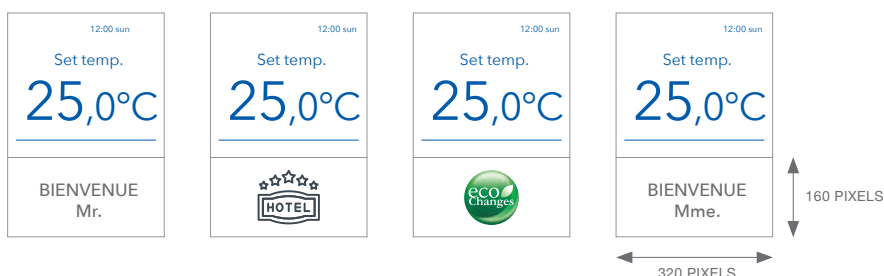 12:00 sun
Set temp.
25,0°C
BIENVENUE
Mr.
12:00 sun
Set temp.
25,0°C
HOTEL
12:00 sun
Set temp.
25,0°C
eco
Changes
12:00 sun
Set temp.
25,0°C
BIENVENUE
Mme.
160 PIXELS
320 PIXELS